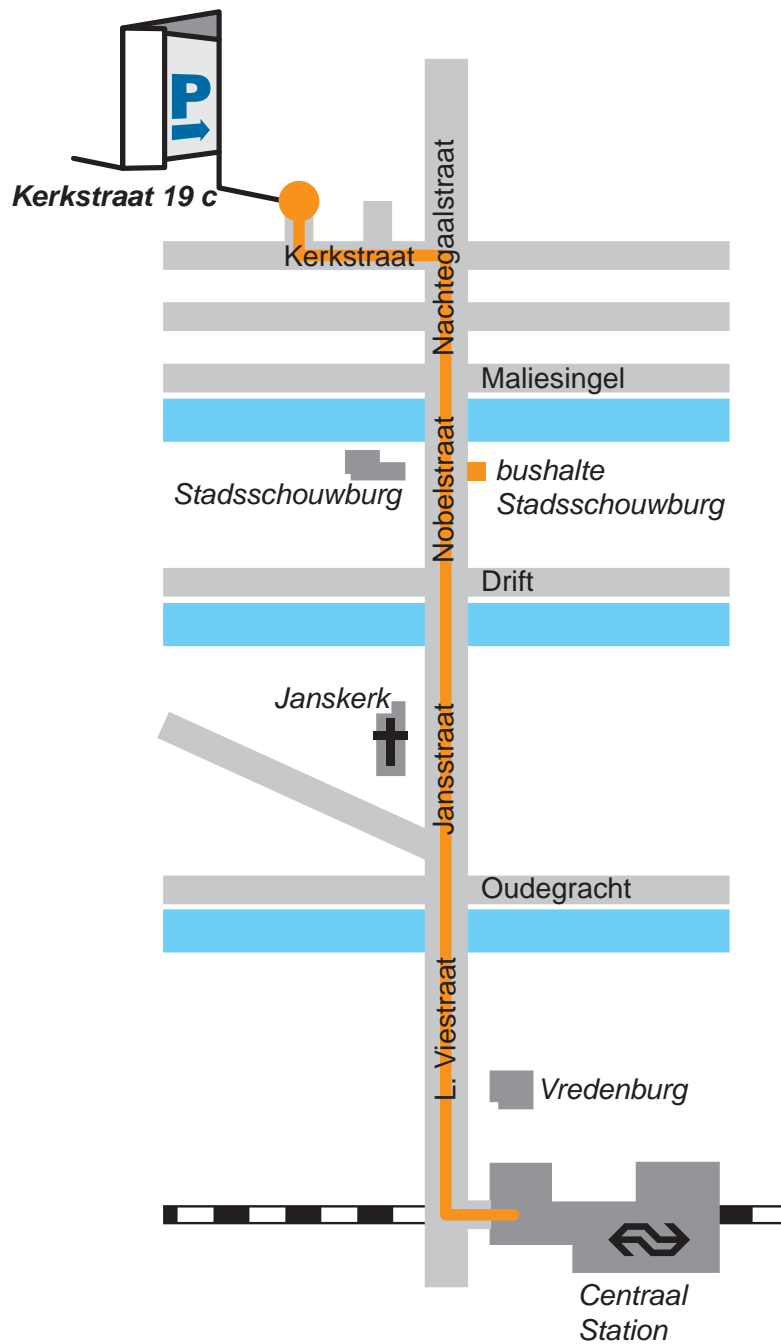 P
Kerkstraat 19 c
Kerkstraat
Nachtegaalstraat
Maliesingel
Nobelstraat
Stadsschouwburg
bushalte
Stadsschouwburg
Drift
Janskerk
Jansstraat
Oudegracht
L. Viestraat
Vredenburg
Centraal
Station